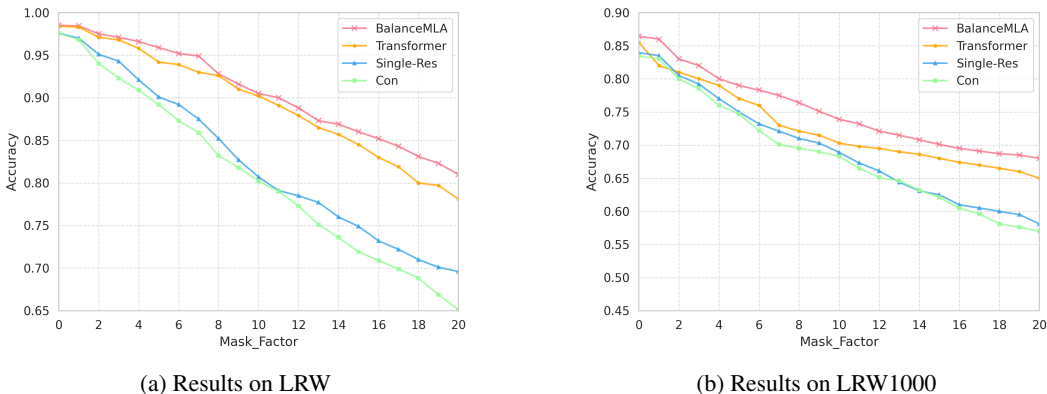 1.00
0.95
0.90
0.85
0.80
0.75
0.70
0.65
Accuracy
BalanceMLA
Transformer
Single-Res
Con
0 2 4 6 8 10 12 14 16 18 20
Mask_Factor
(a) Results on LRW
0.90
0.85
0.80
0.75
0.70
0.65
0.60
0.55
0.50
0.45
Accuracy
BalanceMLA
Transformer
Single-Res
Con
0 2 4 6 8 10 12 14 16 18 20
Mask_Factor
(b) Results on LRW1000